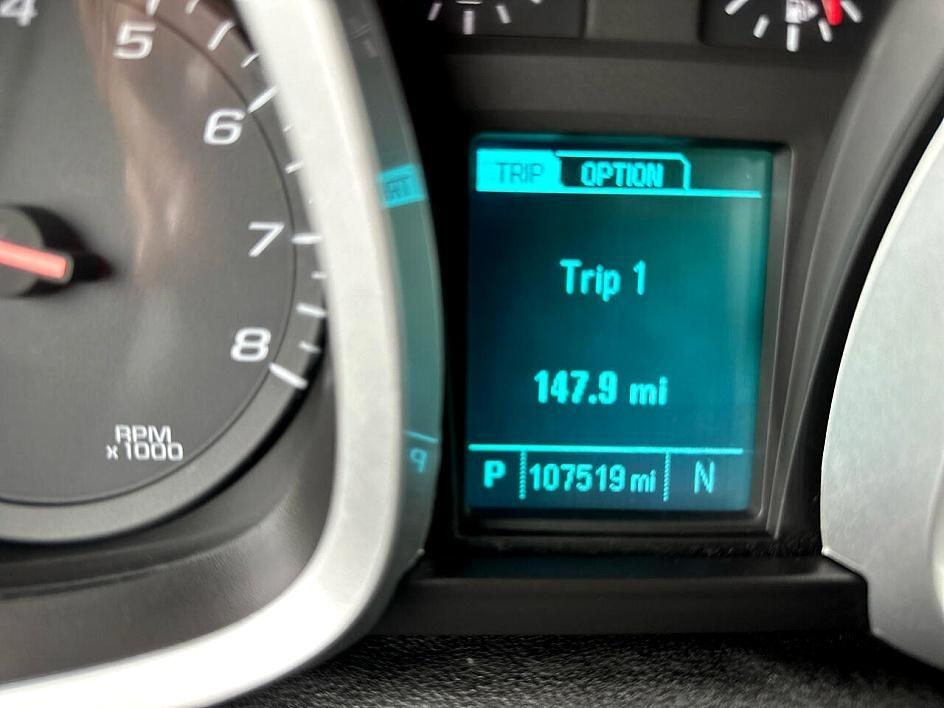 4
5
6
7
8
RPM
x1000
TRIP OPTION
Trip 1
147.9 mi
P 107519 mi N